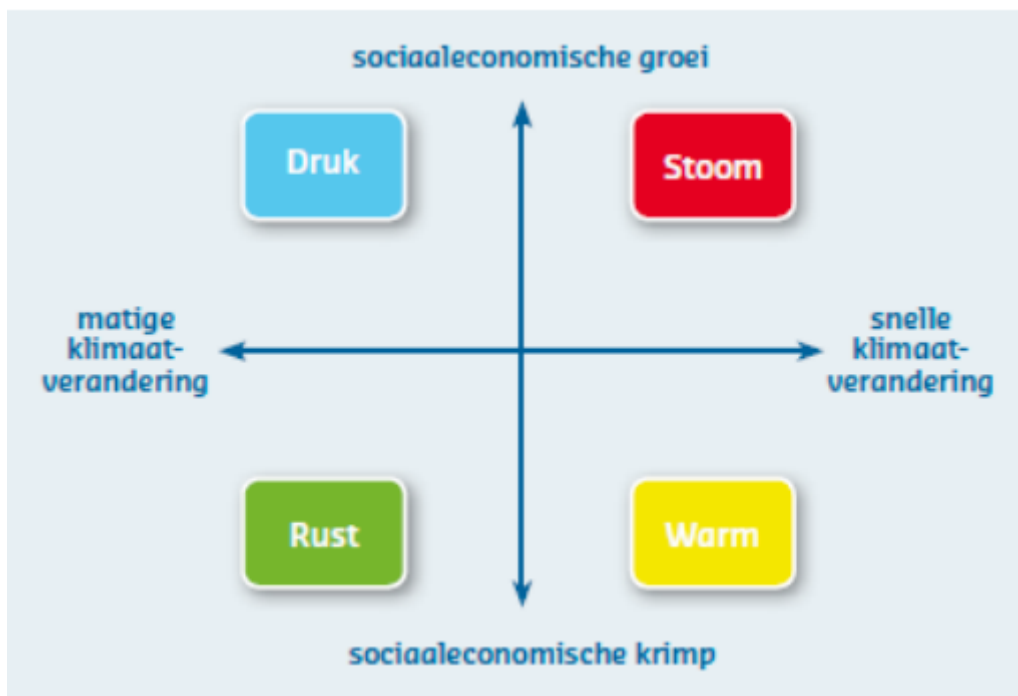 sociaaleconomische groei
Druk
Stoom
matige
klimaat-
verandering
snelle
klimaat-
verandering
Rust
Warm
sociaaleconomische krimp